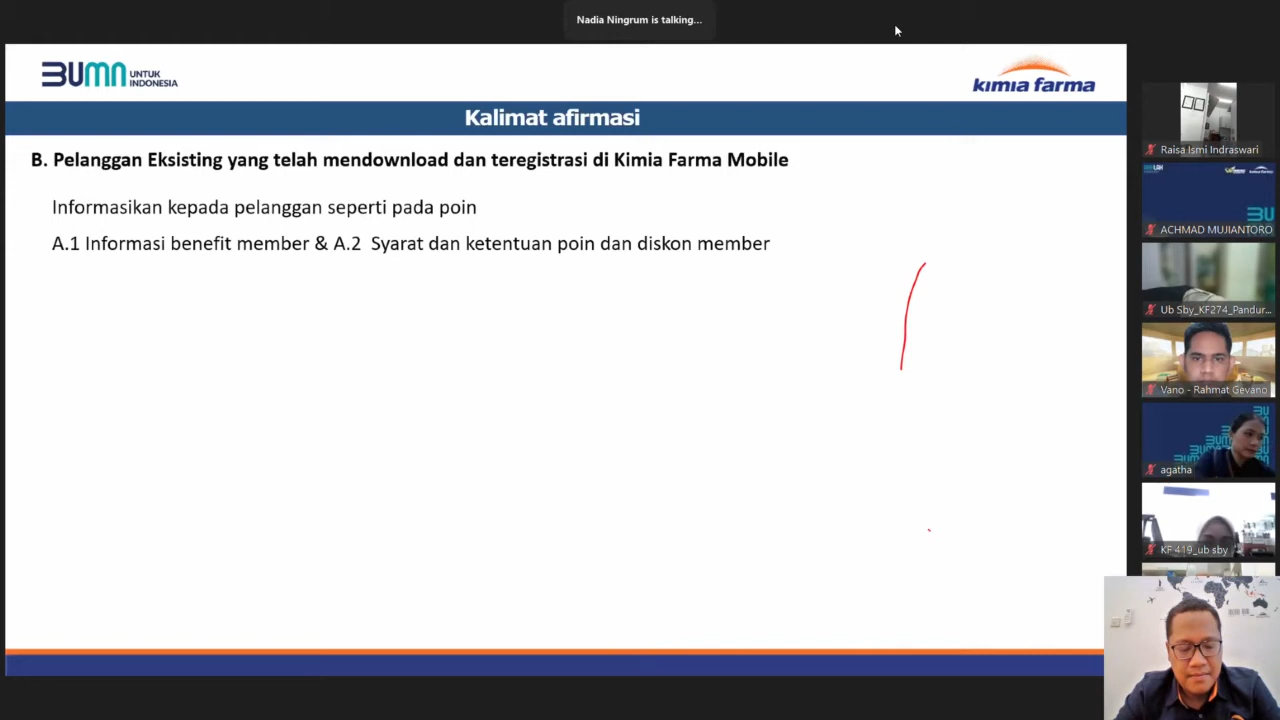 Nadia Ningrum is talking...
BUMN UNTUK
INDONESIA
kimia farma
Kalimat afirmasi
B. Pelanggan Eksisting yang telah mendownload dan teregistrasi di Kimia Farma Mobile
Informasikan kepada pelanggan seperti pada poin
A.1 Informasi benefit member & A.2 Syarat dan ketentuan poin dan diskon member
Raisa Ismi Indraswari
ACHMAD MUJIANTORO
Ub Sby_KF274_Pandur...
Vano - Rahmat Gevano
agatha
KF 419_ub sby